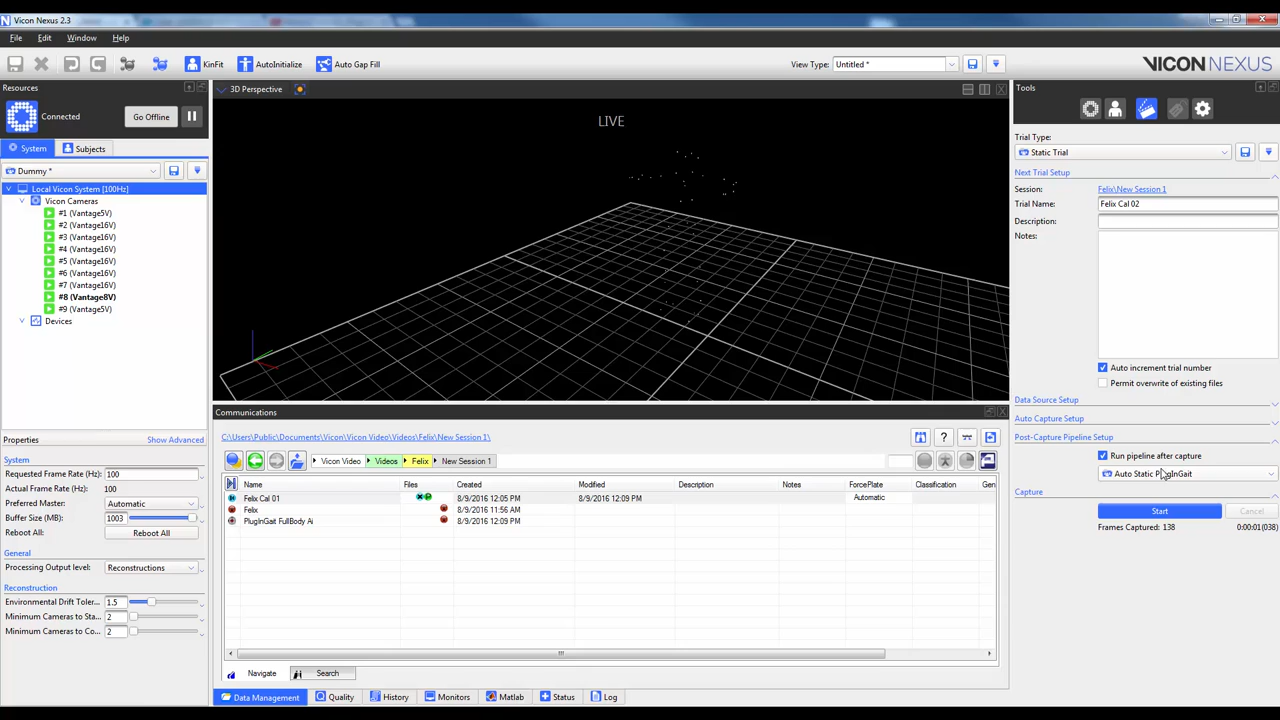 Vicon Nexus 2.3
File Edit Window Help
KinFit AutoInitialize Auto Gap Fill View Type: Untitled * VICON NEXUS
Resources
Connected Go Offline
System Subjects
Dummy *
Local Vicon System [100Hz]
Vicon Cameras
#1 (Vantage5V)
#2 (Vantage16V)
#3 (Vantage16V)
#4 (Vantage16V)
#5 (Vantage16V)
#6 (Vantage16V)
#7 (Vantage16V)
#8 (Vantage8V)
#9 (Vantage5V)
Devices
Properties Show Advanced
System
Requested Frame Rate (Hz): 100
Actual Frame Rate (Hz): 100
Preferred Master: Automatic
Buffer Size (MB): 1003
Reboot All: Reboot All
General
Processing Output level: Reconstructions
Reconstruction
Environmental Drift Toler... 1.5
Minimum Cameras to Sta... 2
Minimum Cameras to Co... 2
3D Perspective
LIVE
Communications
C:\Users\Public\Documents\Vicon\Vicon Video\Videos\Felix\New Session 1\
Vicon Video Videos Felix New Session 1
Name Files Created Modified Description Notes ForcePlate Classification Gen
Felix Cal 01 8/9/2016 12:05 PM 8/9/2016 12:09 PM Automatic
Felix 8/9/2016 11:56 AM
PlugInGait FullBody Ai 8/9/2016 12:09 PM
Navigate Search
Data Management Quality History Monitors Matlab Status Log
Tools
Trial Type:
Static Trial
Next Trial Setup
Session: Felix\New Session 1
Trial Name: Felix Cal 02
Description:
Notes:
Auto increment trial number
Permit overwrite of existing files
Data Source Setup
Auto Capture Setup
Post-Capture Pipeline Setup
Run pipeline after capture
Auto Static PlugInGait
Capture
Start Cancel
Frames Captured: 138 0:00:01(038)